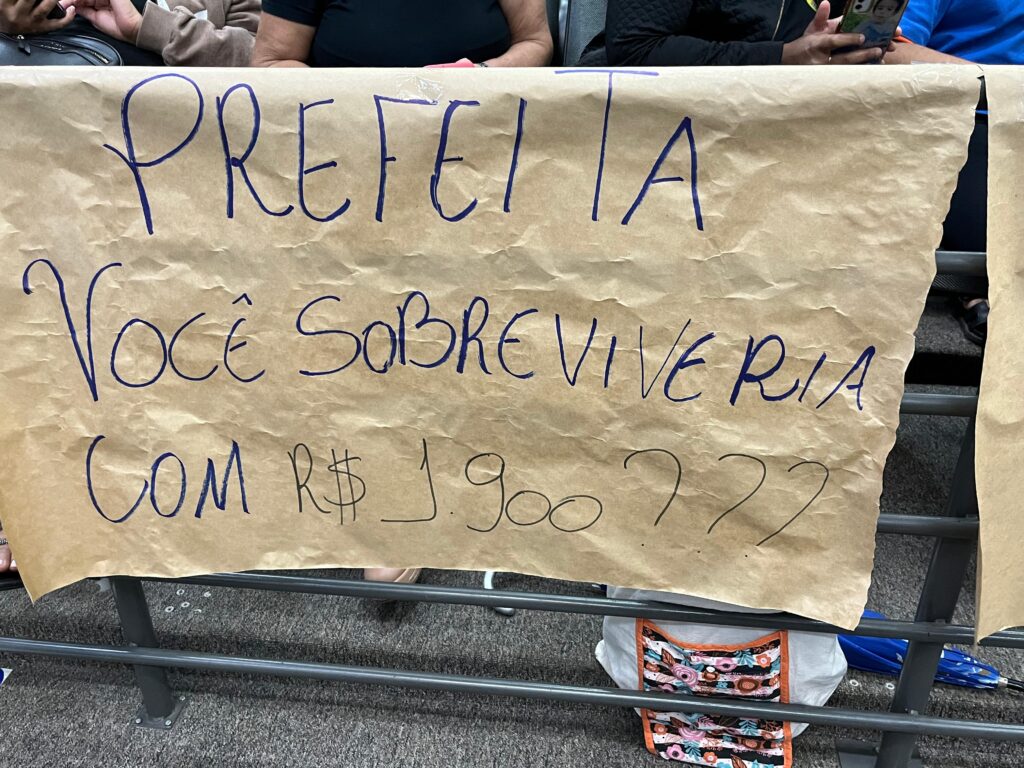 PREFEITA
VOCÊ SOBREVIVERIA
COM R$ 1.900 ???